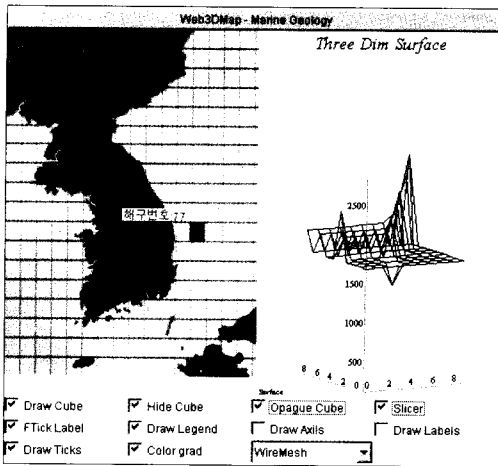 Web3DMap - Marine Geology
Three Dim Surface
해구번호 77
2500
2000
1500
1000
500
8 6 4 2 0 0 2 4 6 8
Surface
Draw Cube
Hide Cube
Opague Cube
Slicer
FTick Label
Draw Legend
Draw Axils
Draw Labels
Draw Ticks
Color grad
WireMesh